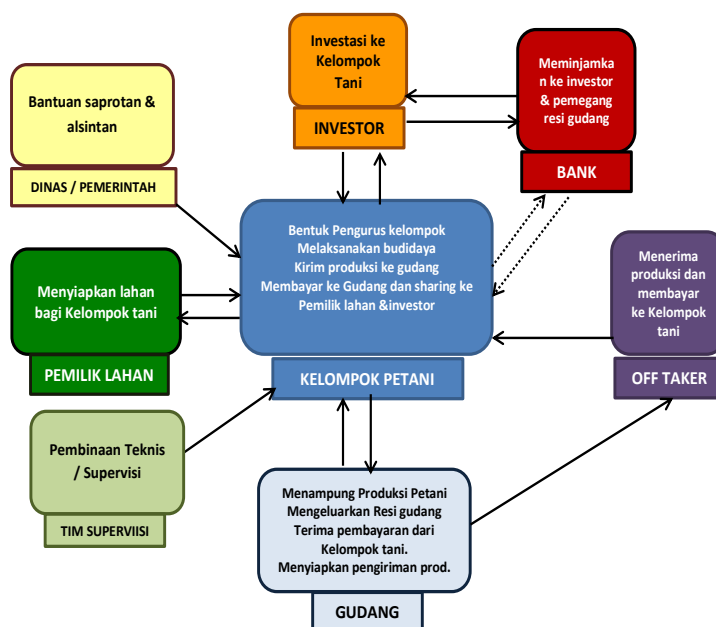 Investasi ke
Kelompok
Tani
INVESTOR
Meminjamka
n ke investor
& pemegang
resi gudang
BANK
Bantuan saprotan &
alsintan
DINAS / PEMERINTAH
Bentuk Pengurus kelompok
Melaksanakan budidaya
Kirim produksi ke gudang
Membayar ke Gudang dan sharing ke
Pemilik lahan &investor
KELOMPOK PETANI
Menyiapkan lahan
bagi Kelompok tani
PEMILIK LAHAN
Menerima
produksi dan
membayar
ke Kelompok
tani
OFF TAKER
Pembinaan Teknis
/ Supervisi
TIM SUPERVIISI
Menampung Produksi Petani
Mengeluarkan Resi gudang
Terima pembayaran dari
Kelompok tani.
Menyiapkan pengiriman prod.
GUDANG